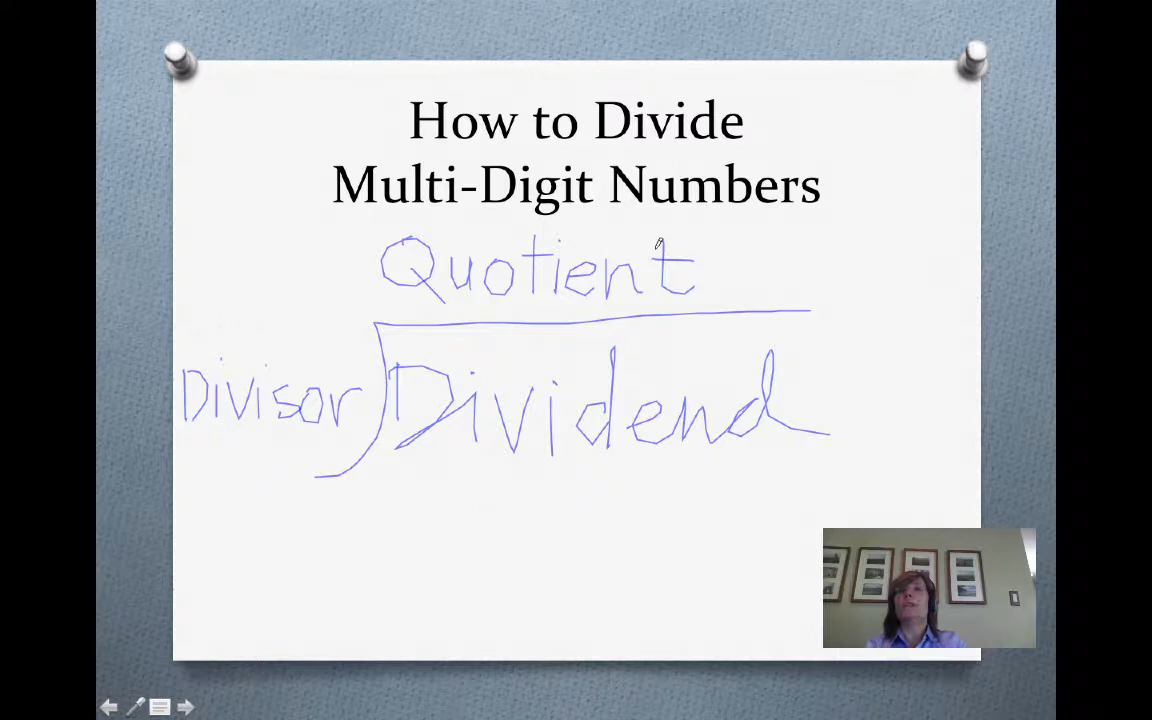 How to Divide
Multi-Digit Numbers
Quotient
Divisor Dividend